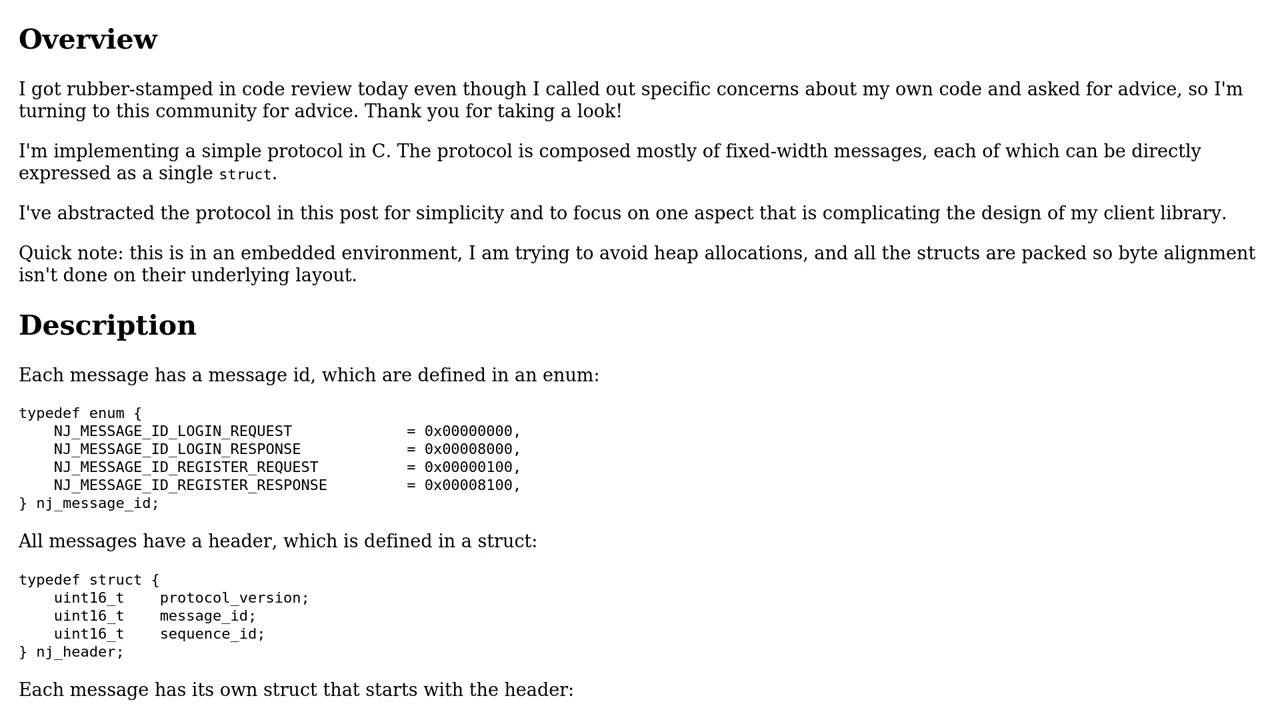 Overview
I got rubber-stamped in code review today even though I called out specific concerns about my own code and asked for advice, so I'm
turning to this community for advice. Thank you for taking a look!
I'm implementing a simple protocol in C. The protocol is composed mostly of fixed-width messages, each of which can be directly
expressed as a single struct.
I've abstracted the protocol in this post for simplicity and to focus on one aspect that is complicating the design of my client library.
Quick note: this is in an embedded environment, I am trying to avoid heap allocations, and all the structs are packed so byte alignment
isn't done on their underlying layout.
Description
Each message has a message id, which are defined in an enum:
typedef enum {
    NJ_MESSAGE_ID_LOGIN_REQUEST             = 0x00000000,
    NJ_MESSAGE_ID_LOGIN_RESPONSE            = 0x00008000,
    NJ_MESSAGE_ID_REGISTER_REQUEST          = 0x00000100,
    NJ_MESSAGE_ID_REGISTER_RESPONSE         = 0x00008100,
} nj_message_id;
All messages have a header, which is defined in a struct:
typedef struct {
    uint16_t    protocol_version;
    uint16_t    message_id;
    uint16_t    sequence_id;
} nj_header;
Each message has its own struct that starts with the header: